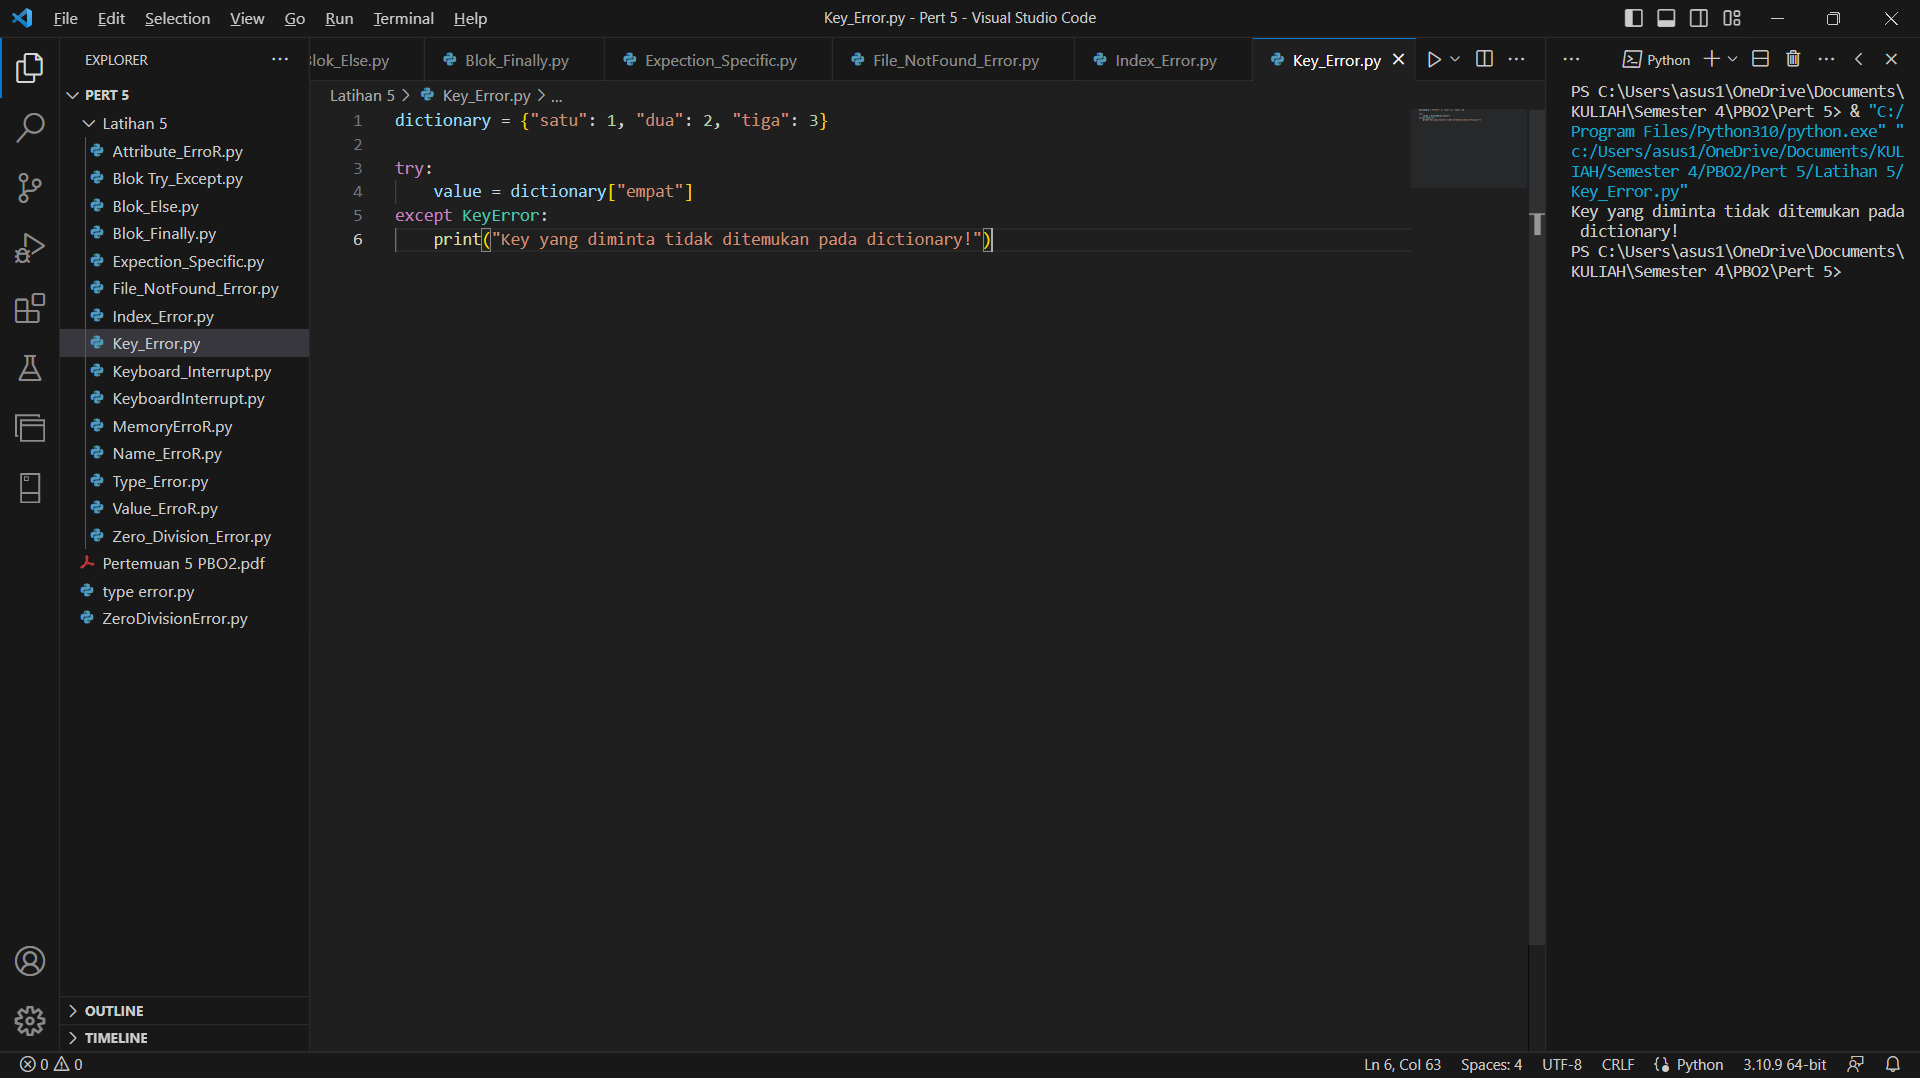 File Edit Selection View Go Run Terminal Help
Key_Error.py - Pert 5 - Visual Studio Code
EXPLORER
PERT 5
Latihan 5
Attribute_ErroR.py
Blok Try_Except.py
Blok_Else.py
Blok_Finally.py
Expection_Specific.py
File_NotFound_Error.py
Index_Error.py
Key_Error.py
Keyboard_Interrupt.py
KeyboardInterrupt.py
MemoryErroR.py
Name_ErroR.py
Type_Error.py
Value_ErroR.py
Zero_Division_Error.py
Pertemuan 5 PBO2.pdf
type error.py
ZeroDivisionError.py
OUTLINE
TIMELINE
Blok_Else.py Blok_Finally.py Expection_Specific.py File_NotFound_Error.py Index_Error.py Key_Error.py
Latihan 5 > Key_Error.py > ...
1 dictionary = {"satu": 1, "dua": 2, "tiga": 3}
2
3 try:
4     value = dictionary["empat"]
5 except KeyError:
6     print("Key yang diminta tidak ditemukan pada dictionary!")
Python
PS C:\Users\asus1\OneDrive\Documents\
KULIAH\Semester 4\PBO2\Pert 5> & "C:/
Program Files/Python310/python.exe" "
c:/Users/asus1/OneDrive/Documents/KUL
IAH/Semester 4/PBO2/Pert 5/Latihan 5/
Key_Error.py"
Key yang diminta tidak ditemukan pada
 dictionary!
PS C:\Users\asus1\OneDrive\Documents\
KULIAH\Semester 4\PBO2\Pert 5>
0 0
Ln 6, Col 63 Spaces: 4 UTF-8 CRLF Python 3.10.9 64-bit